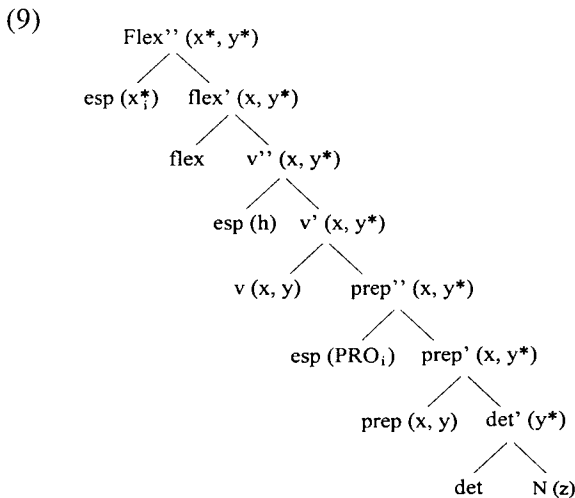 (9)
Flex'' (x*, y*)
esp (x*i) flex' (x, y*)
flex v'' (x, y*)
esp (h) v' (x, y*)
v (x, y) prep'' (x, y*)
esp (PROi) prep' (x, y*)
prep (x, y) det' (y*)
det N (z)